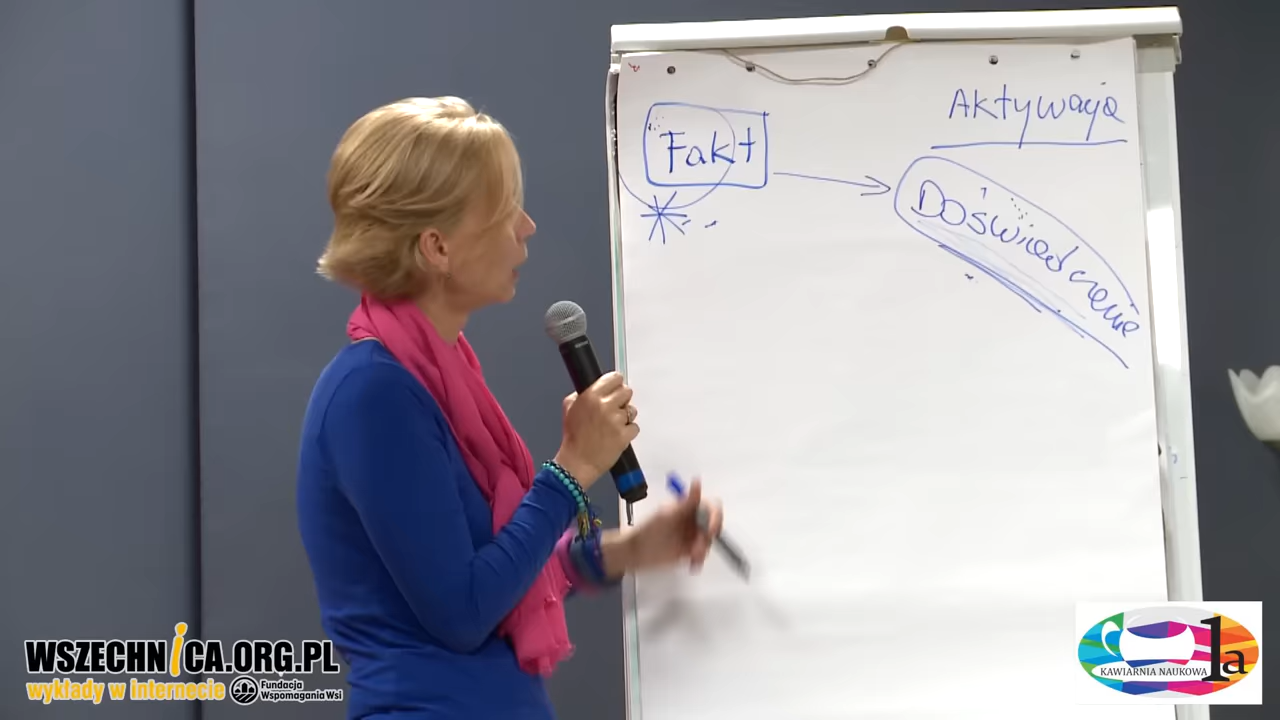 Aktywacja
Fakt
Doświadczenie
WSZECHNICA.ORG.PL
wykłady w internecie
Fundacja
Wspomagania Wsi
KAWIARNIA NAUKOWA
1a